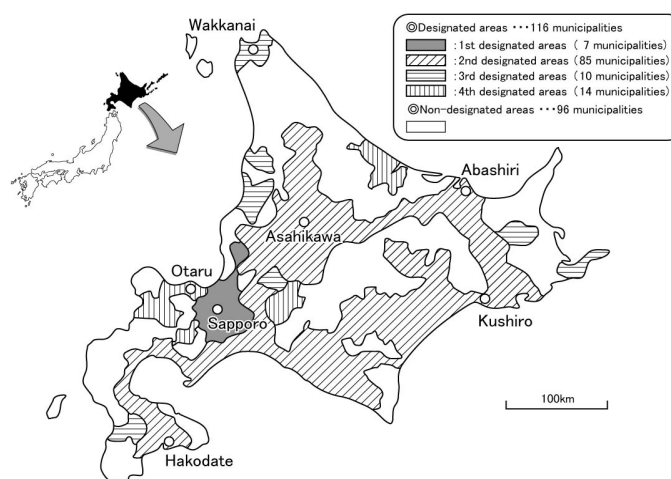 ◎Designated areas ・・・116 municipalities
:1st designated areas ( 7 municipalities)
:2nd designated areas (85 municipalities)
:3rd designated areas (10 municipalities)
:4th designated areas (14 municipalities)
◎Non-designated areas ・・・96 municipalities
Wakkanai
Abashiri
Asahikawa
Otaru
Sapporo
Kushiro
Hakodate
100km